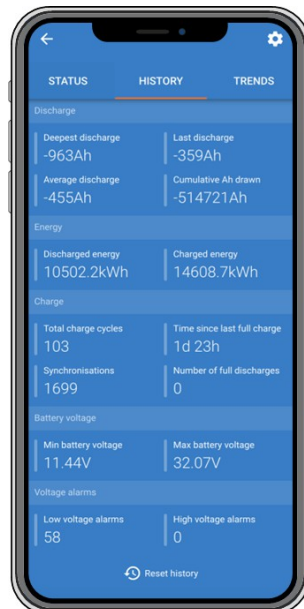 STATUS HISTORY TRENDS
Discharge
Deepest discharge Last discharge
-963Ah -359Ah
Average discharge Cumulative Ah drawn
-455Ah -514721Ah
Energy
Discharged energy Charged energy
10502.2kWh 14608.7kWh
Charge
Total charge cycles Time since last full charge
103 1d 23h
Synchronisations Number of full discharges
1699 0
Battery voltage
Min battery voltage Max battery voltage
11.44V 32.07V
Voltage alarms
Low voltage alarms High voltage alarms
58 0
Reset history